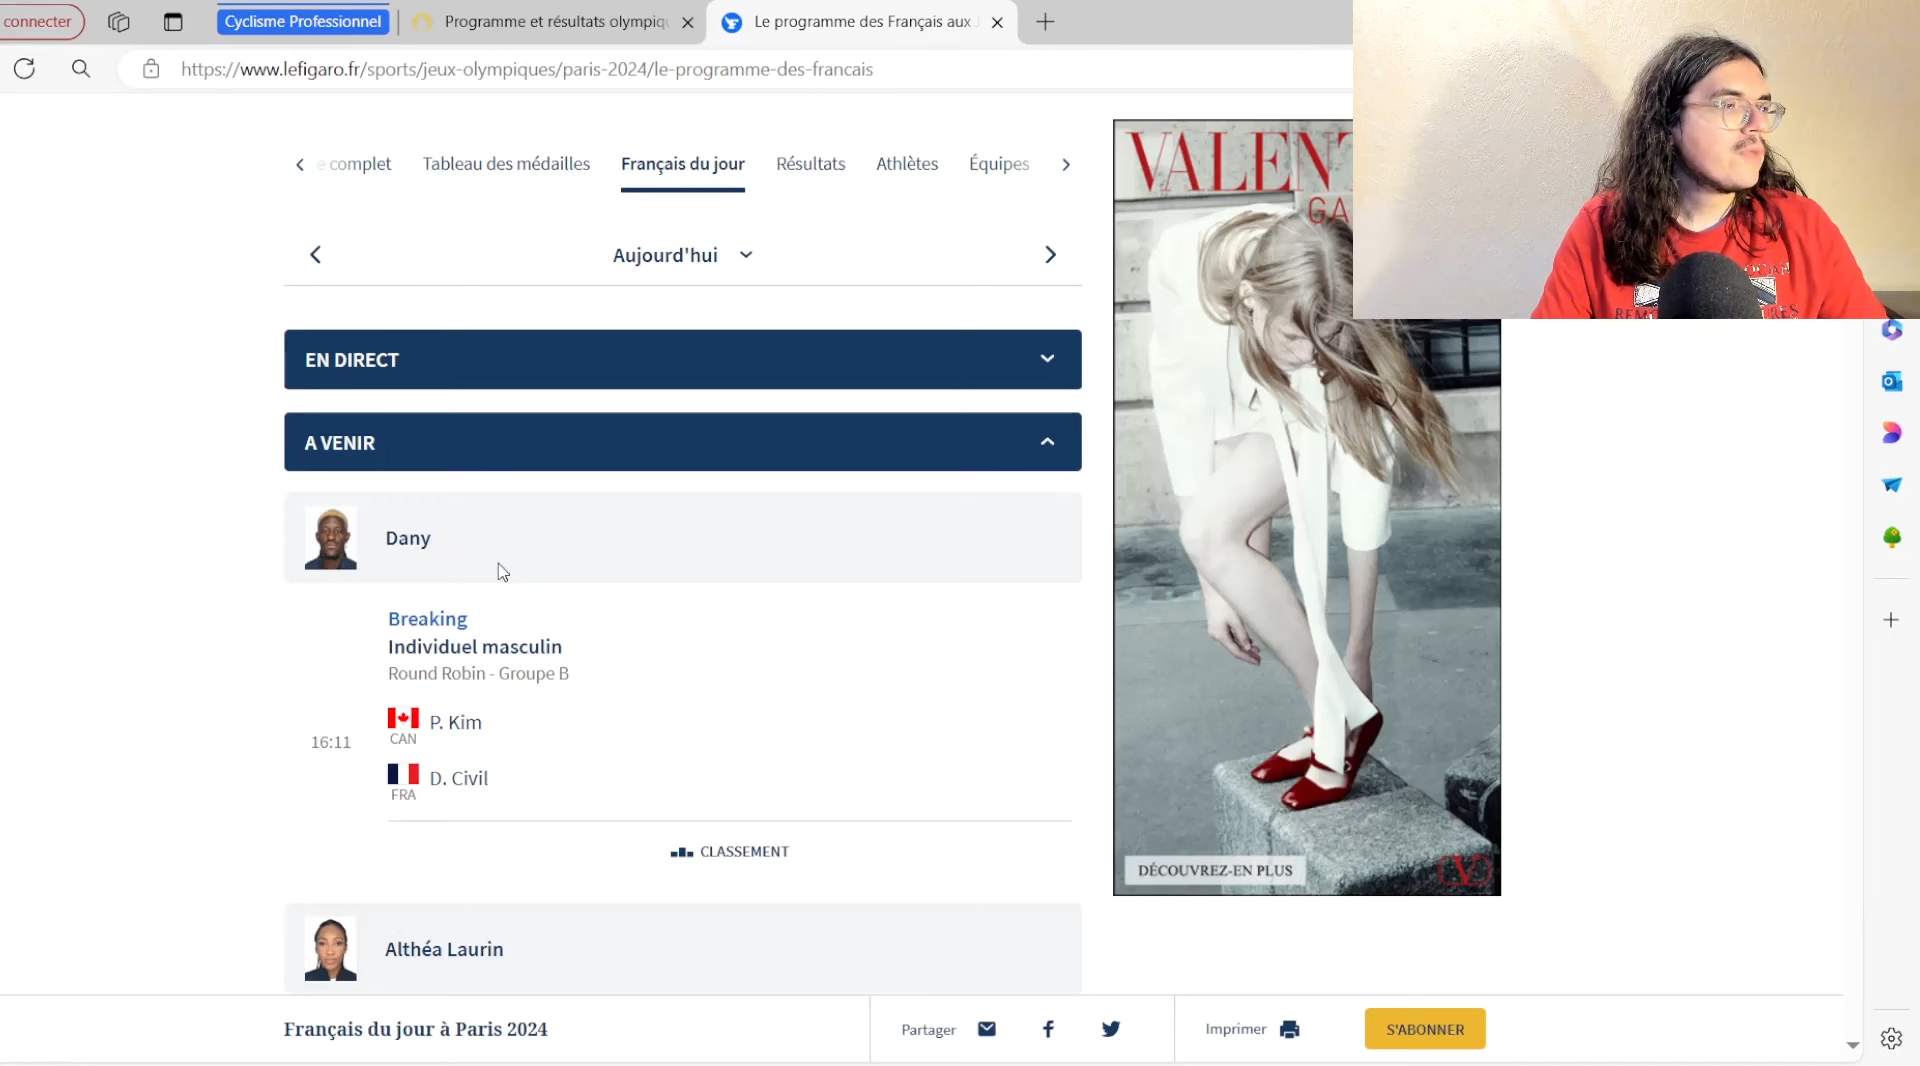 connecter
Cyclisme Professionnel
Programme et résultats olympiq
Le programme des Français aux J
https://www.lefigaro.fr/sports/jeux-olympiques/paris-2024/le-programme-des-francais
e complet
Tableau des médailles
Français du jour
Résultats
Athlètes
Équipes
Aujourd'hui
EN DIRECT
A VENIR
Dany
Breaking
Individuel masculin
Round Robin - Groupe B
P. Kim
CAN
16:11
D. Civil
FRA
CLASSEMENT
Althéa Laurin
VALENT
GA
DÉCOUVREZ-EN PLUS
Français du jour à Paris 2024
Partager
Imprimer
S'ABONNER